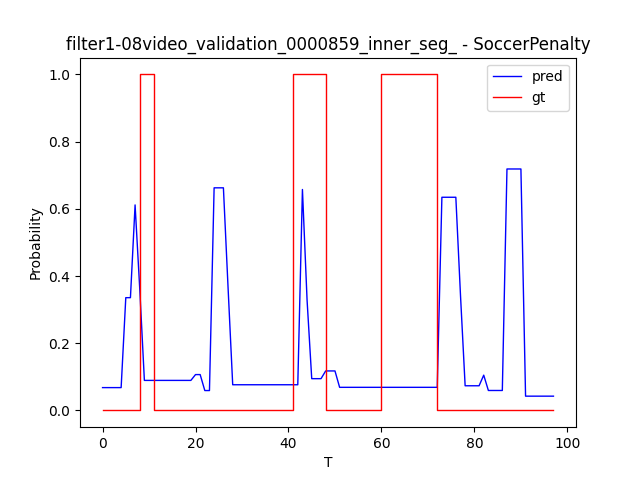 filter1-08video_validation_0000859_inner_seg_ - SoccerPenalty
pred
gt
1.0
0.8
0.6
0.4
0.2
0.0
Probability
0
20
40
60
80
100
T